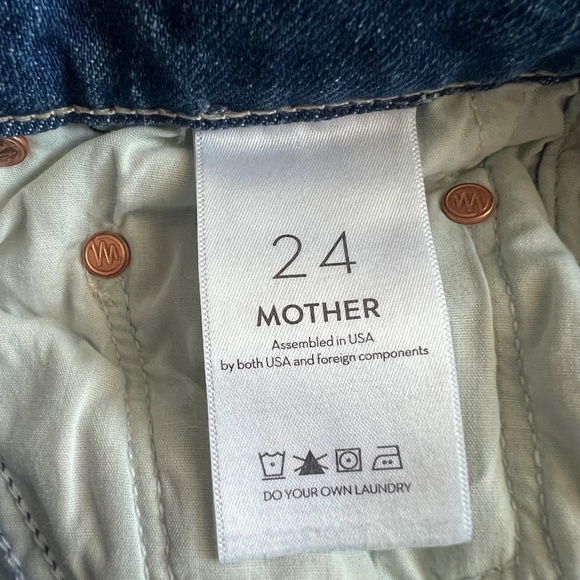 24
MOTHER
Assembled in USA
by both USA and foreign components
DO YOUR OWN LAUNDRY